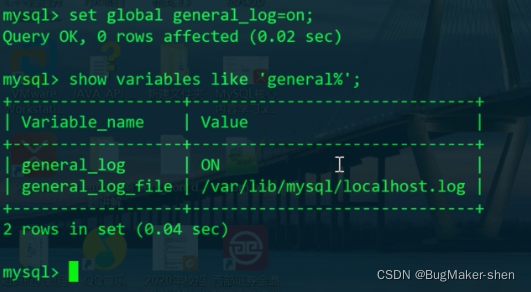 mysql> set global general_log=on;
Query OK, 0 rows affected (0.02 sec)
mysql> show variables like 'general%';
+------------------+------------------------------+
| Variable_name | Value |
+------------------+------------------------------+
| general_log | ON |
| general_log_file | /var/lib/mysql/localhost.log |
+------------------+------------------------------+
2 rows in set (0.04 sec)
mysql>
CSDN @BugMaker-shen